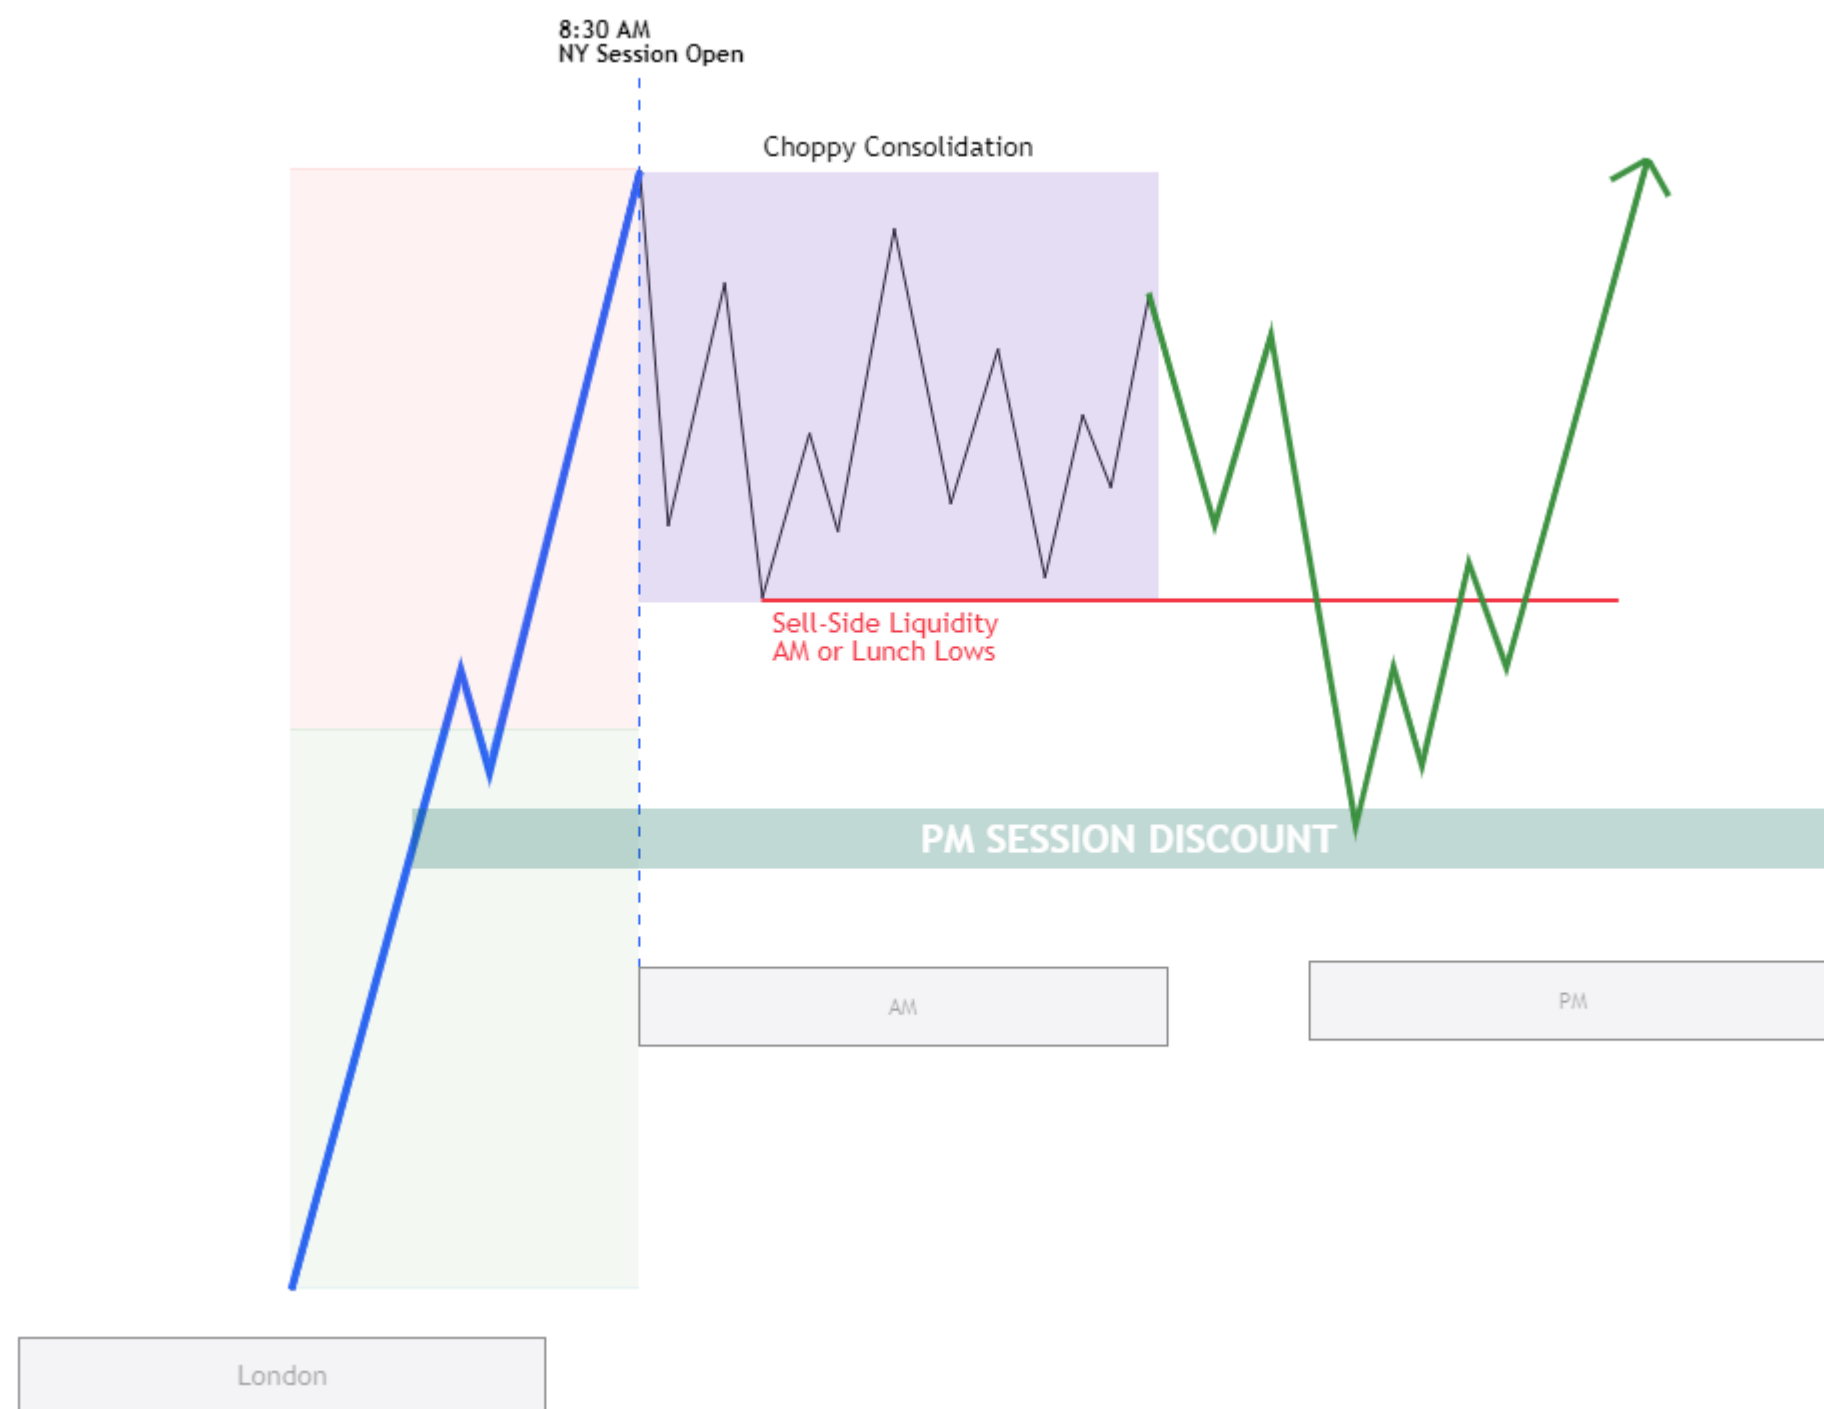 8:30 AM
NY Session Open
Choppy Consolidation
Sell-Side Liquidity
AM or Lunch Lows
PM SESSION DISCOUNT
AM
PM
London